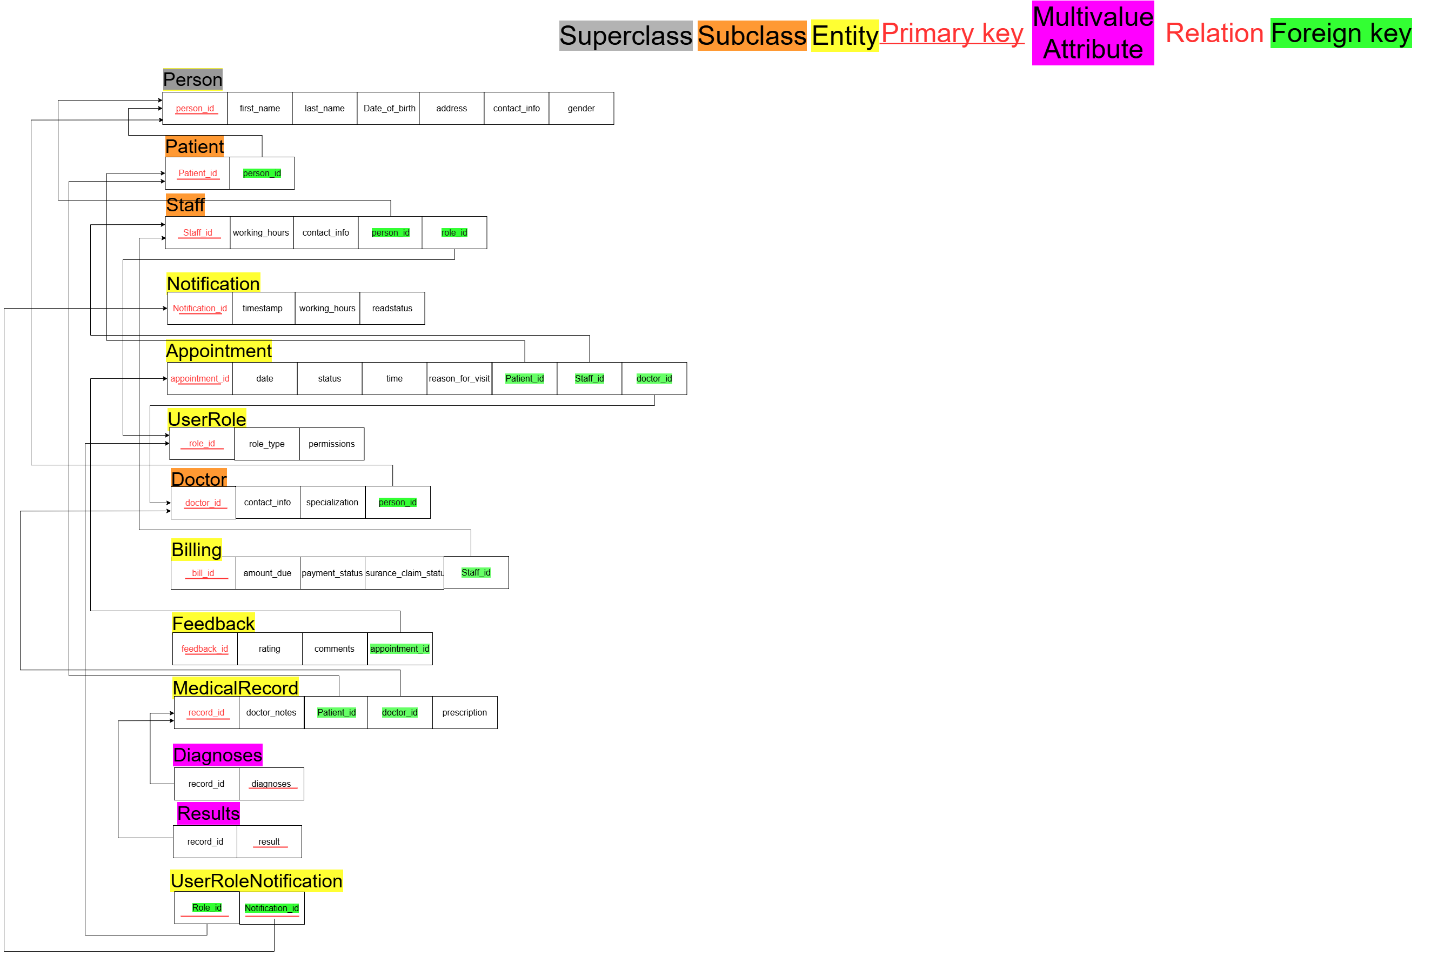 Superclass Subclass Entity Primary key Multivalue Attribute Relation Foreign key
Person
person_id first_name last_name Date_of_birth address contact_info gender
Patient
Patient_id person_id
Staff
Staff_id working_hours contact_info person_id role_id
Notification
Notification_id timestamp working_hours readstatus
Appointment
appointment_id date status time reason_for_visit Patient_id Staff_id doctor_id
UserRole
role_id role_type permissions
Doctor
doctor_id contact_info specialization person_id
Billing
bill_id amount_due payment_status surance_claim_statu Staff_id
Feedback
feedback_id rating comments appointment_id
MedicalRecord
record_id doctor_notes Patient_id doctor_id prescription
Diagnoses
record_id diagnoses
Results
record_id result
UserRoleNotification
Role_id Notification_id